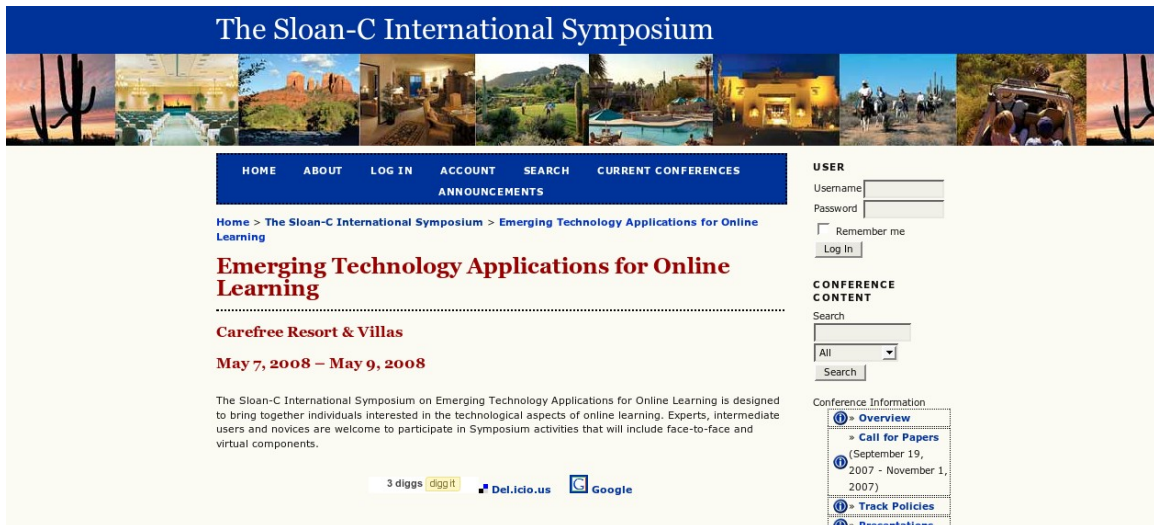 The Sloan-C International Symposium
HOME ABOUT LOG IN ACCOUNT SEARCH CURRENT CONFERENCES
ANNOUNCEMENTS
Home > The Sloan-C International Symposium > Emerging Technology Applications for Online
Learning
Emerging Technology Applications for Online
Learning
Carefree Resort & Villas
May 7, 2008 – May 9, 2008
The Sloan-C International Symposium on Emerging Technology Applications for Online Learning is designed
to bring together individuals interested in the technological aspects of online learning. Experts, intermediate
users and novices are welcome to participate in Symposium activities that will include face-to-face and
virtual components.
3 diggs digg it Del.icio.us Google
USER
Username
Password
Remember me
Log In
CONFERENCE
CONTENT
Search
All
Search
Conference Information
» Overview
» Call for Papers
(September 19,
2007 - November 1,
2007)
» Track Policies
» Presentations